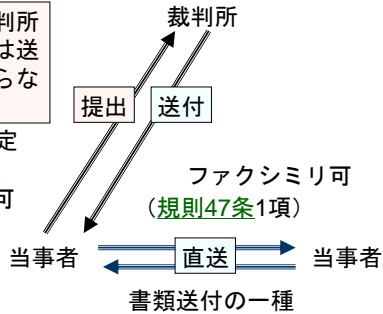 裁判所
判所
は送
らな
提出
送付
定
可
ファクシミリ可
（規則47条1項）
当事者
直送
当事者
書類送付の一種